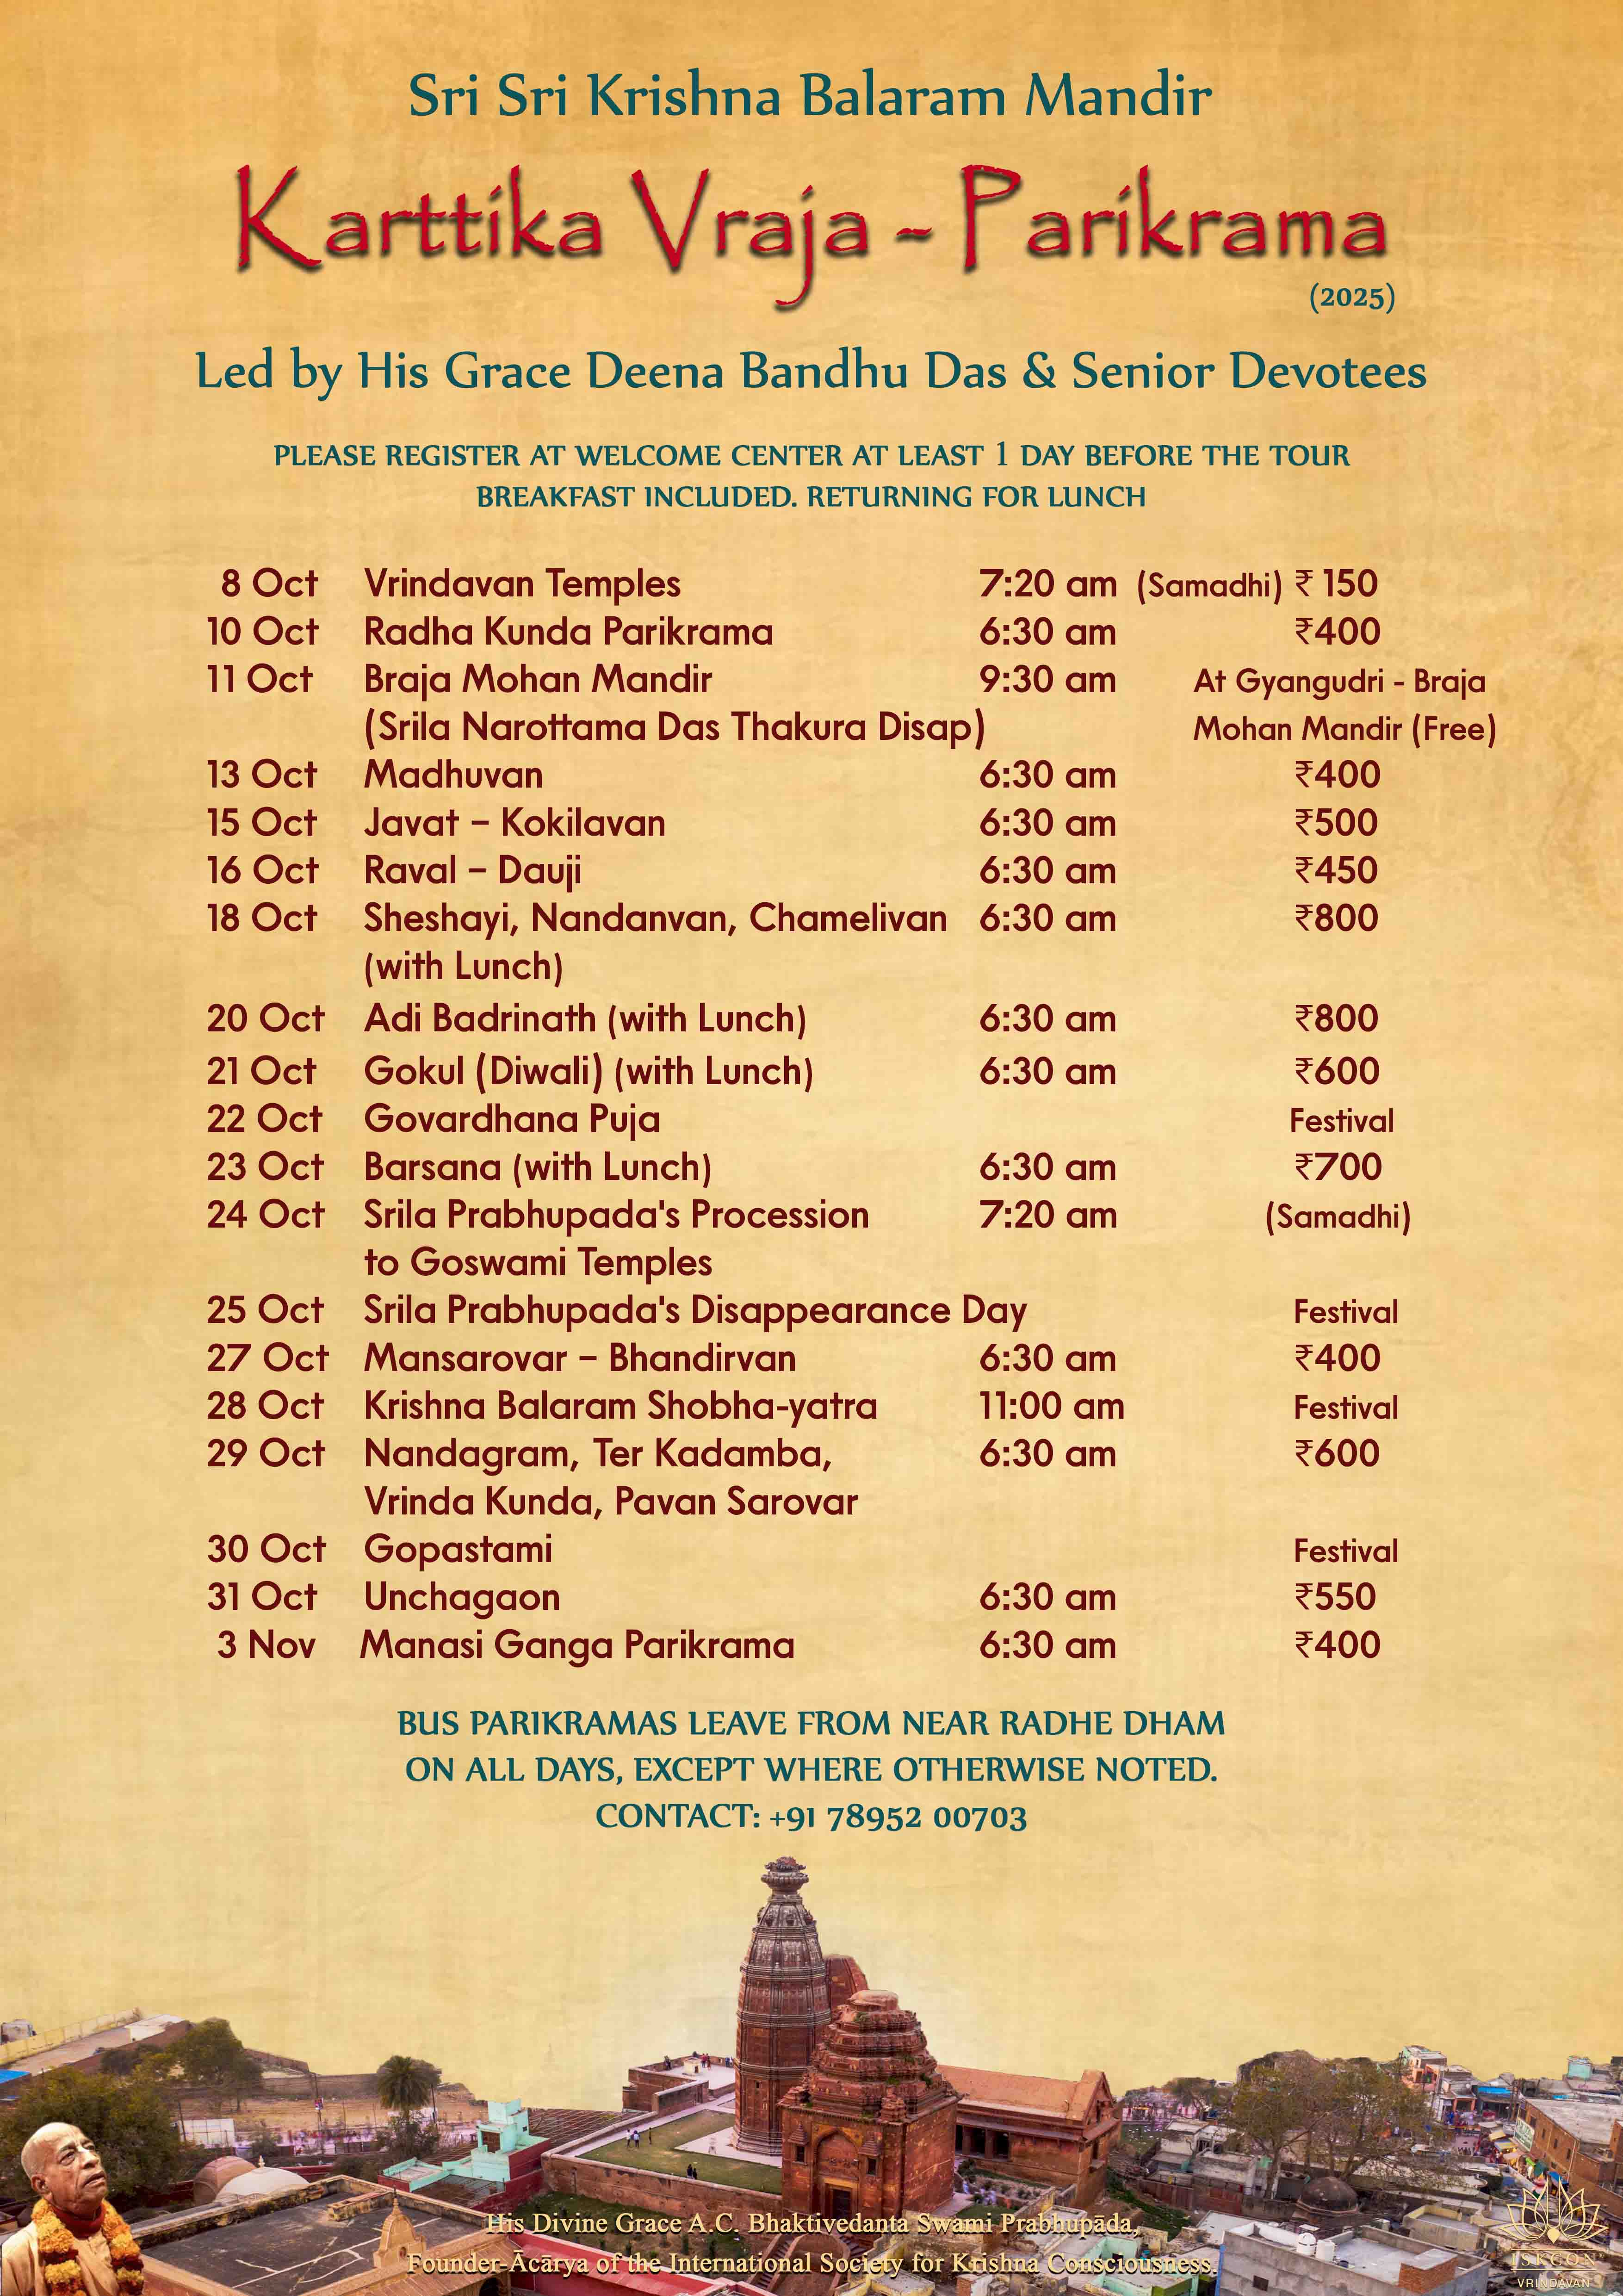 Sri Sri Krishna Balaram Mandir
Karttika Vraja - Parikrama
(2025)
Led by His Grace Deena Bandhu Das & Senior Devotees
PLEASE REGISTER AT WELCOME CENTER AT LEAST 1 DAY BEFORE THE TOUR
BREAKFAST INCLUDED. RETURNING FOR LUNCH
8 Oct Vrindavan Temples 7:20 am (Samadhi) ₹ 150
10 Oct Radha Kunda Parikrama 6:30 am ₹400
11 Oct Braja Mohan Mandir 9:30 am At Gyangudri - Braja
(Srila Narottama Das Thakura Disap) Mohan Mandir (Free)
13 Oct Madhuvan 6:30 am ₹400
15 Oct Javat – Kokilavan 6:30 am ₹500
16 Oct Raval – Dauji 6:30 am ₹450
18 Oct Sheshayi, Nandanvan, Chamelivan 6:30 am ₹800
(with Lunch)
20 Oct Adi Badrinath (with Lunch) 6:30 am ₹800
21 Oct Gokul (Diwali) (with Lunch) 6:30 am ₹600
22 Oct Govardhana Puja Festival
23 Oct Barsana (with Lunch) 6:30 am ₹700
24 Oct Srila Prabhupada's Procession 7:20 am (Samadhi)
to Goswami Temples
25 Oct Srila Prabhupada's Disappearance Day Festival
27 Oct Mansarovar – Bhandirvan 6:30 am ₹400
28 Oct Krishna Balaram Shobha-yatra 11:00 am Festival
29 Oct Nandagram, Ter Kadamba, 6:30 am ₹600
Vrinda Kunda, Pavan Sarovar
30 Oct Gopastami Festival
31 Oct Unchagaon 6:30 am ₹550
3 Nov Manasi Ganga Parikrama 6:30 am ₹400
BUS PARIKRAMAS LEAVE FROM NEAR RADHE DHAM
ON ALL DAYS, EXCEPT WHERE OTHERWISE NOTED.
CONTACT: +91 78952 00703
His Divine Grace A.C. Bhaktivedanta Swami Prabhupāda,
Founder-Ācārya of the International Society for Krishna Consciousness.
ISKCON
VRINDAVAN